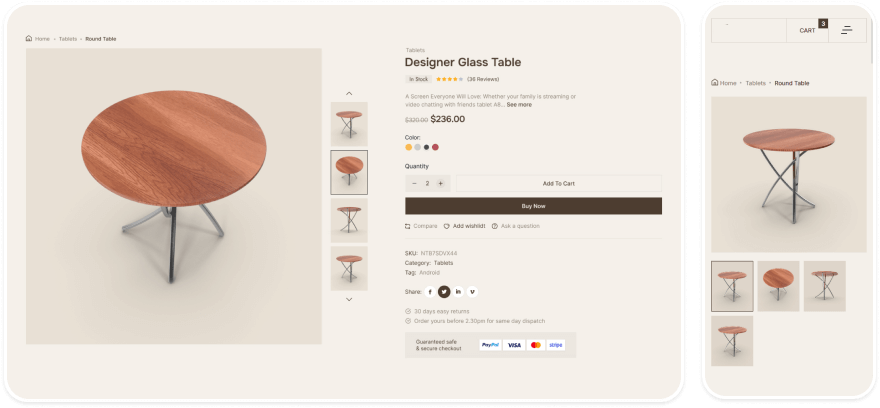 Home - Tablets - Round Table
Tablets
Designer Glass Table
In Stock
(36 Reviews)
A Screen Everyone Will Love: Whether your family is streaming or
video chatting with friends tablet A8... See more
$320.00 $236.00
Color:
Quantity
− 2 +
Add To Cart
Buy Now
Compare
Add wishlidt
Ask a question
SKU: NTB7SDVX44
Category: Tablets
Tag: Android
Share:
30 days easy returns
Order yours before 2.30pm for same day dispatch
Guaranteed safe
& secure checkout
PayPal VISA stripe
CART 3
Home - Tablets - Round Table